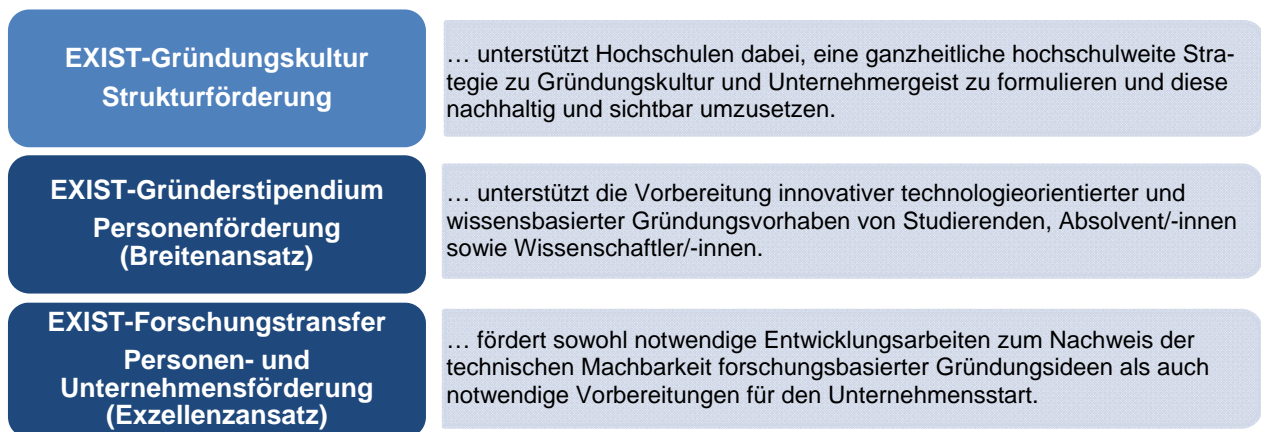 EXIST-Gründungskultur
Strukturförderung
… unterstützt Hochschulen dabei, eine ganzheitliche hochschulweite Stra-
tegie zu Gründungskultur und Unternehmergeist zu formulieren und diese
nachhaltig und sichtbar umzusetzen.
EXIST-Gründerstipendium
Personenförderung
(Breitenansatz)
… unterstützt die Vorbereitung innovativer technologieorientierter und
wissensbasierter Gründungsvorhaben von Studierenden, Absolvent/-innen
sowie Wissenschaftler/-innen.
EXIST-Forschungstransfer
Personen- und
Unternehmensförderung
(Exzellenzansatz)
… fördert sowohl notwendige Entwicklungsarbeiten zum Nachweis der
technischen Machbarkeit forschungsbasierter Gründungsideen als auch
notwendige Vorbereitungen für den Unternehmensstart.